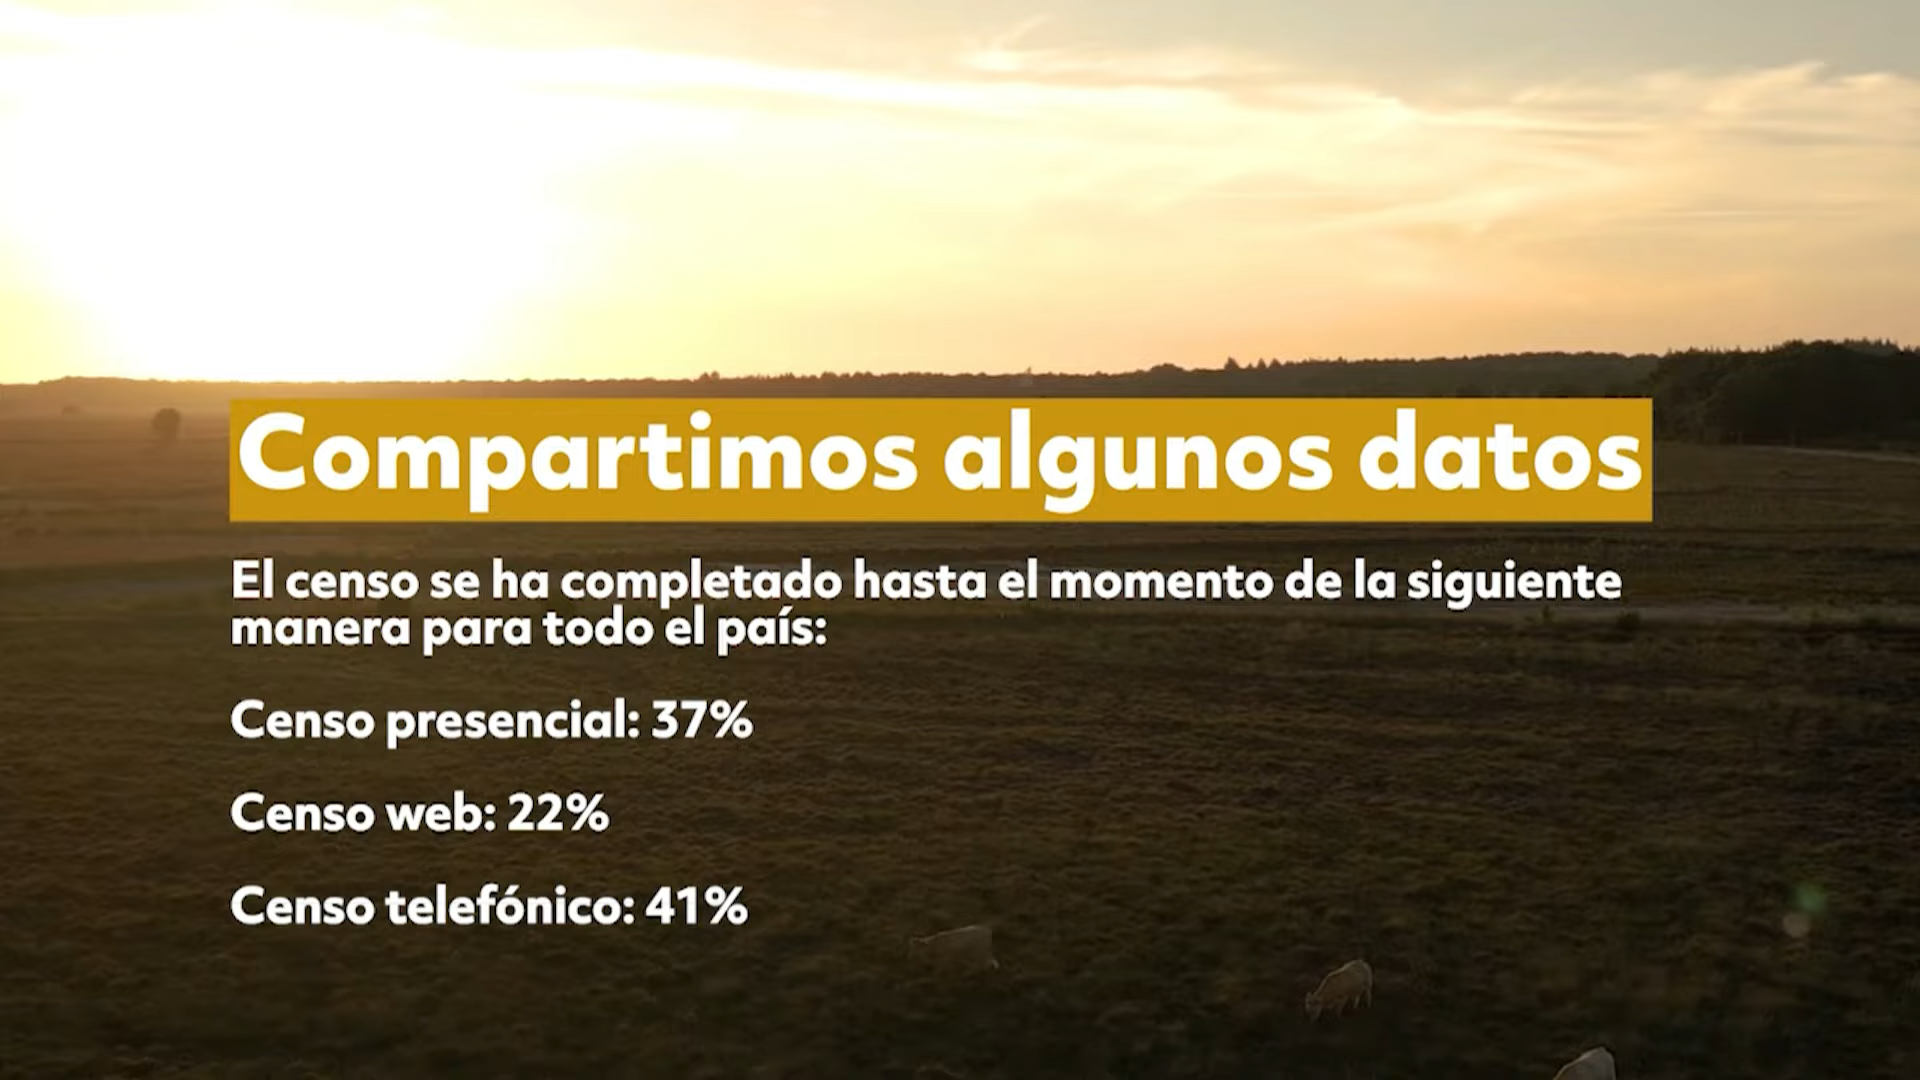 Compartimos algunos datos
El censo se ha completado hasta el momento de la siguiente
manera para todo el país:
Censo presencial: 37%
Censo web: 22%
Censo telefónico: 41%